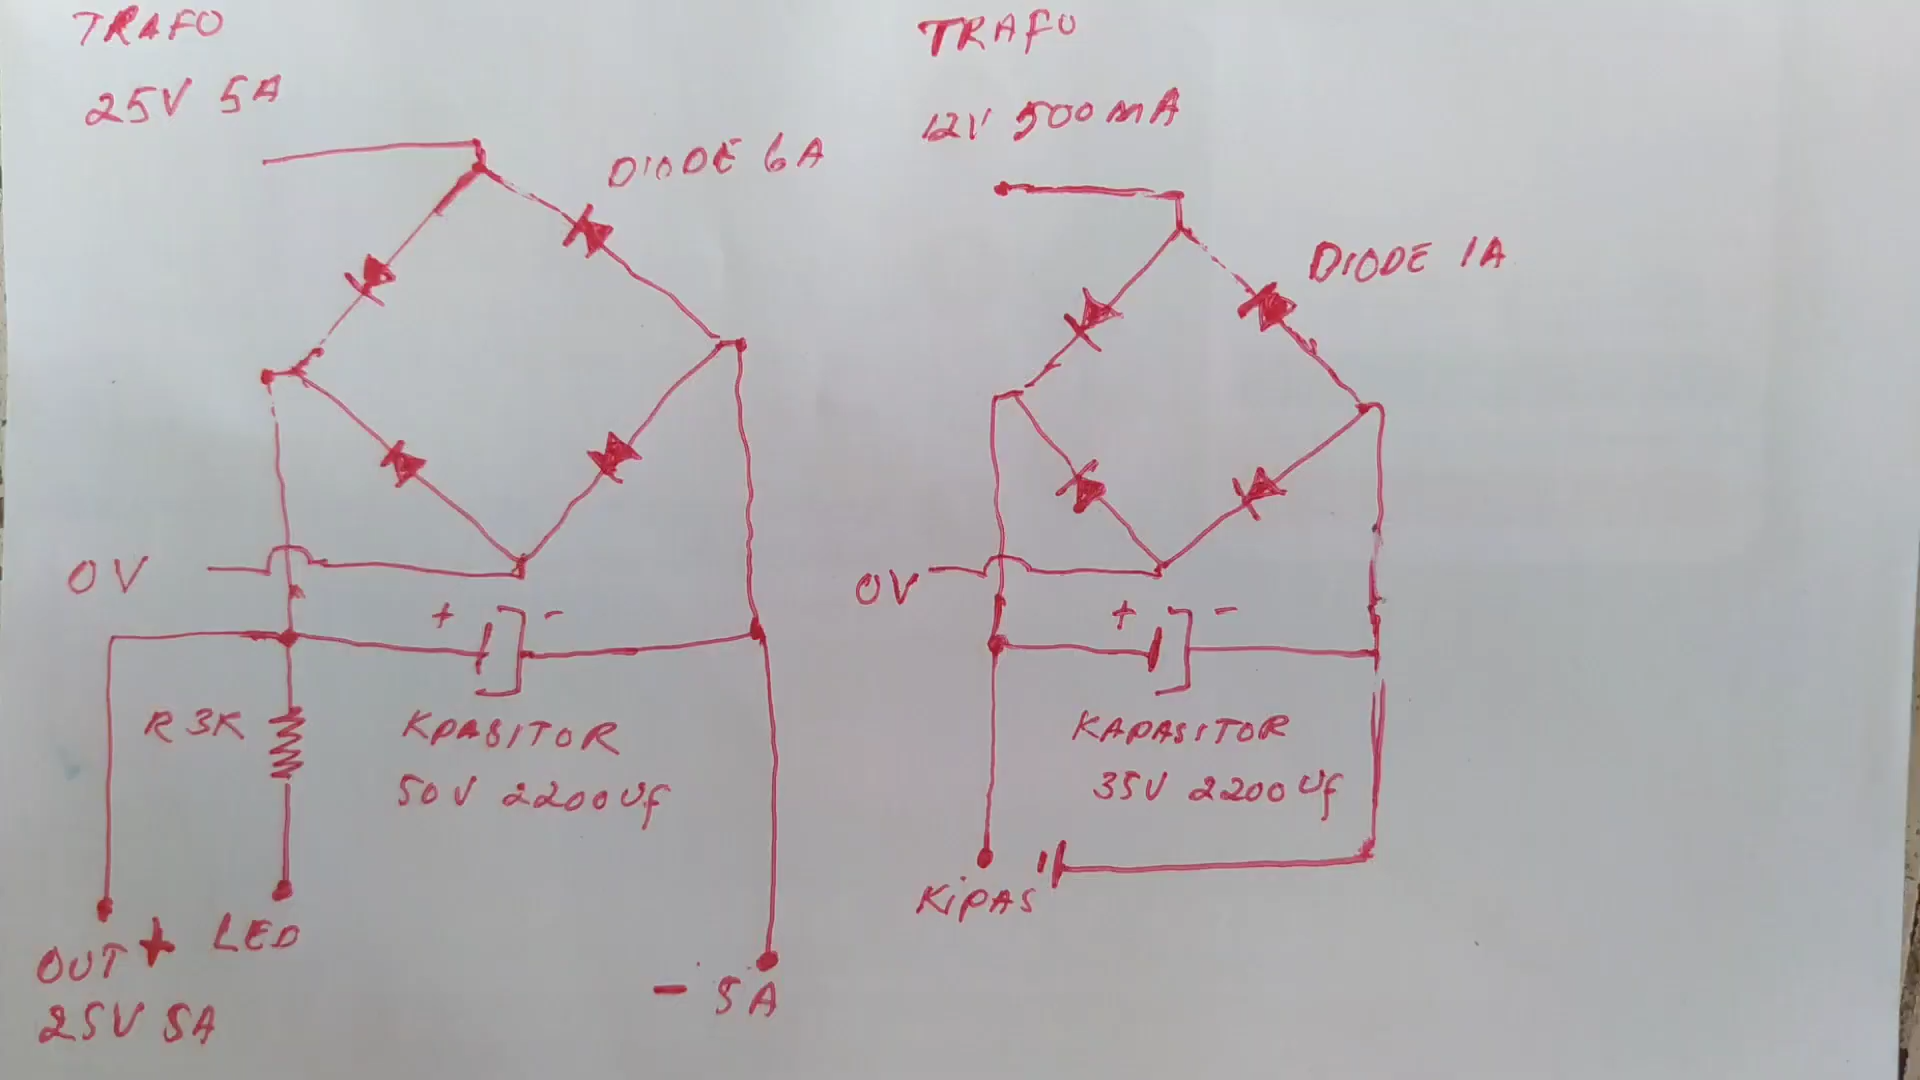 TRAFO
25V 5A
DIODE 6A
0V
+ -
R 3K
KPASITOR
50V 2200UF
OUT + LED
25V 5A
- 5A
TRAFO
12V 500mA
DIODE 1A
0V
+ -
KAPASITOR
35V 2200UF
KiPAS